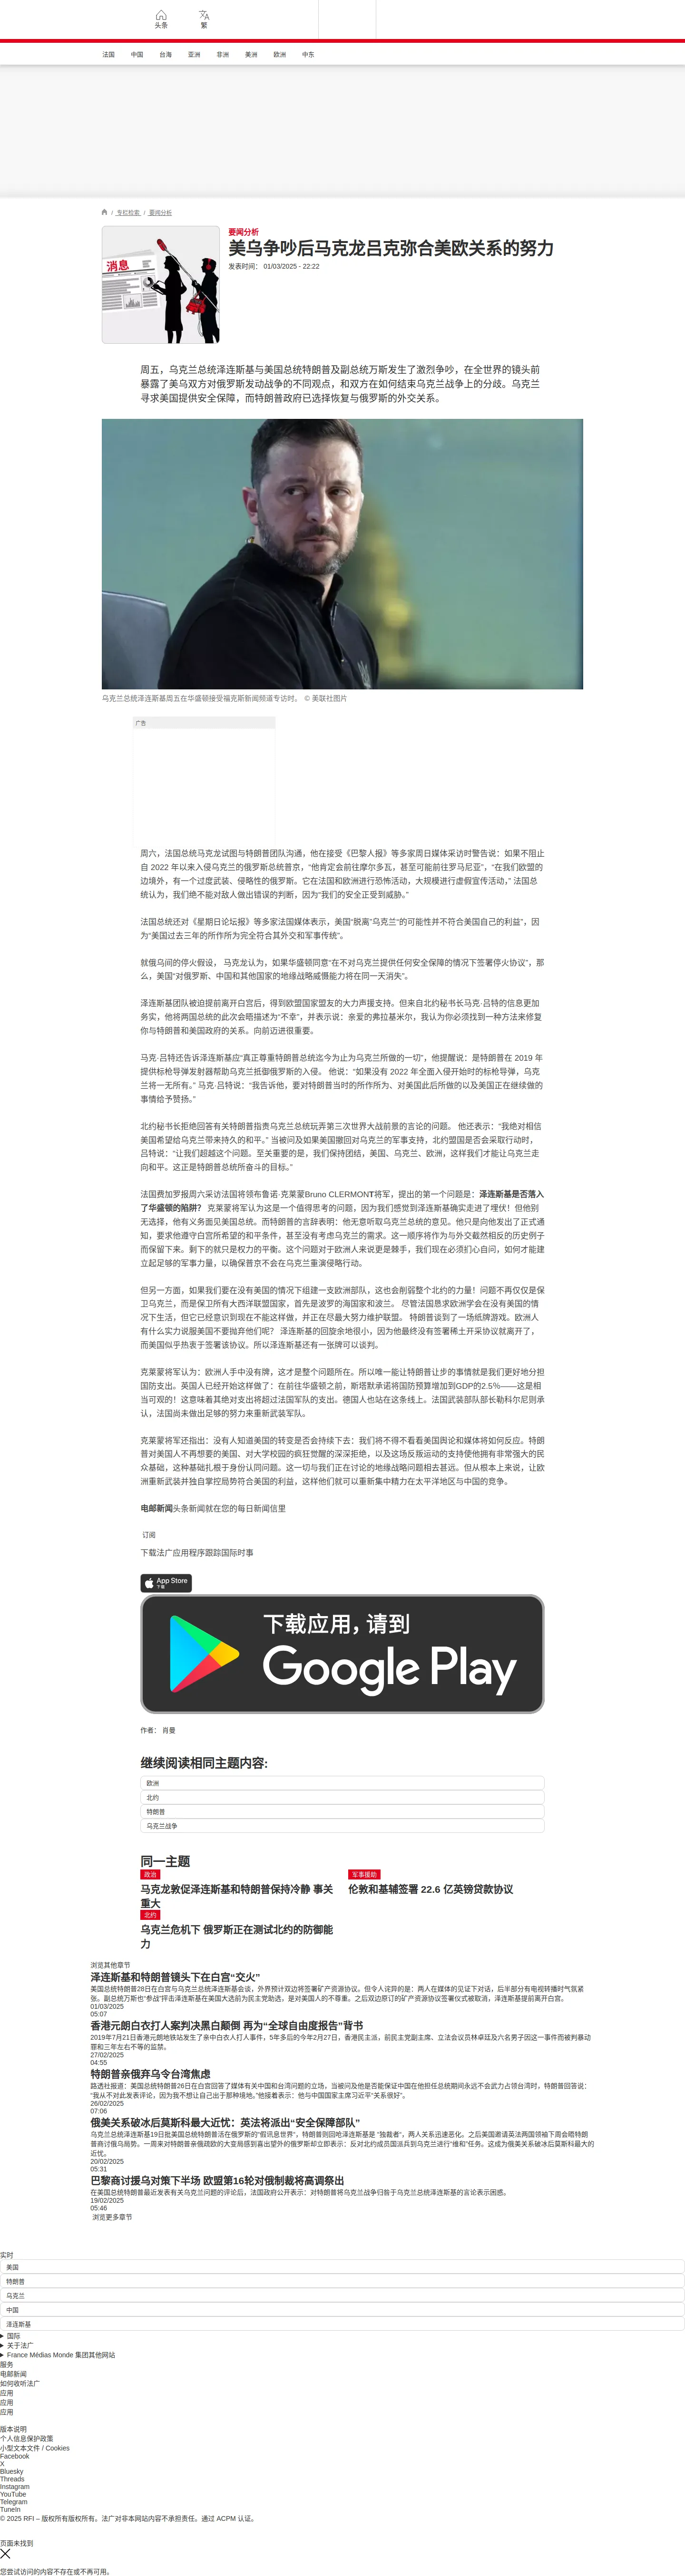 头条
繁
法国 中国 台海 亚洲 非洲 美洲 欧洲 中东
/ 专栏检索 / 要闻分析
消息
要闻分析
美乌争吵后马克龙吕克弥合美欧关系的努力
发表时间： 01/03/2025 - 22:22
周五，乌克兰总统泽连斯基与美国总统特朗普及副总统万斯发生了激烈争吵，在全世界的镜头前
暴露了美乌双方对俄罗斯发动战争的不同观点，和双方在如何结束乌克兰战争上的分歧。乌克兰
寻求美国提供安全保障，而特朗普政府已选择恢复与俄罗斯的外交关系。
乌克兰总统泽连斯基周五在华盛顿接受福克斯新闻频道专访时。 © 美联社图片
广告
周六，法国总统马克龙试图与特朗普团队沟通，他在接受《巴黎人报》等多家周日媒体采访时警告说：如果不阻止
自 2022 年以来入侵乌克兰的俄罗斯总统普京，“他肯定会前往摩尔多瓦，甚至可能前往罗马尼亚”，“在我们欧盟的
边境外，有一个过度武装、侵略性的俄罗斯。它在法国和欧洲进行恐怖活动，大规模进行虚假宣传活动，” 法国总
统认为，我们绝不能对敌人做出错误的判断，因为“我们的安全正受到威胁。”
法国总统还对《星期日论坛报》等多家法国媒体表示，美国“脱离”乌克兰“的可能性并不符合美国自己的利益”，因
为“美国过去三年的所作所为完全符合其外交和军事传统”。
就俄乌间的停火假设， 马克龙认为，如果华盛顿同意“在不对乌克兰提供任何安全保障的情况下签署停火协议”，那
么，美国“对俄罗斯、中国和其他国家的地缘战略威慑能力将在同一天消失”。
泽连斯基团队被迫提前离开白宫后，得到欧盟国家盟友的大力声援支持。但来自北约秘书长马克·吕特的信息更加
务实，他将两国总统的此次会晤描述为“不幸”，并表示说：亲爱的弗拉基米尔，我认为你必须找到一种方法来修复
你与特朗普和美国政府的关系。向前迈进很重要。
马克·吕特还告诉泽连斯基应“真正尊重特朗普总统迄今为止为乌克兰所做的一切”，他提醒说：是特朗普在 2019 年
提供标枪导弹发射器帮助乌克兰抵御俄罗斯的入侵。 他说：“如果没有 2022 年全面入侵开始时的标枪导弹，乌克
兰将一无所有。” 马克·吕特说：“我告诉他，要对特朗普当时的所作所为、对美国此后所做的以及美国正在继续做的
事情给予赞扬。”
北约秘书长拒绝回答有关特朗普指责乌克兰总统玩弄第三次世界大战前景的言论的问题。 他还表示：“我绝对相信
美国希望给乌克兰带来持久的和平。” 当被问及如果美国撤回对乌克兰的军事支持，北约盟国是否会采取行动时，
吕特说：“让我们超越这个问题。至关重要的是，我们保持团结，美国、乌克兰、欧洲，这样我们才能让乌克兰走
向和平。这正是特朗普总统所奋斗的目标。”
法国费加罗报周六采访法国将领布鲁诺·克莱蒙Bruno CLERMONT将军，提出的第一个问题是：泽连斯基是否落入
了华盛顿的陷阱？ 克莱蒙将军认为这是一个值得思考的问题，因为我们感觉到泽连斯基确实走进了埋伏！但他别
无选择，他有义务面见美国总统。而特朗普的言辞表明：他无意听取乌克兰总统的意见。他只是向他发出了正式通
知，要求他遵守白宫所希望的和平条件，甚至没有考虑乌克兰的需求。这一顺序将作为与外交截然相反的历史例子
而保留下来。剩下的就只是权力的平衡。这个问题对于欧洲人来说更是棘手，我们现在必须扪心自问，如何才能建
立起足够的军事力量，以确保普京不会在乌克兰重演侵略行动。
但另一方面，如果我们要在没有美国的情况下组建一支欧洲部队，这也会削弱整个北约的力量！问题不再仅仅是保
卫乌克兰，而是保卫所有大西洋联盟国家，首先是波罗的海国家和波兰。 尽管法国恳求欧洲学会在没有美国的情
况下生活，但它已经意识到现在不能这样做，并正在尽最大努力维护联盟。 特朗普谈到了一场纸牌游戏。欧洲人
有什么实力说服美国不要抛弃他们呢？ 泽连斯基的回旋余地很小，因为他最终没有签署稀土开采协议就离开了，
而美国似乎热衷于签署该协议。所以泽连斯基还有一张牌可以谈判。
克莱蒙将军认为：欧洲人手中没有牌，这才是整个问题所在。所以唯一能让特朗普让步的事情就是我们更好地分担
国防支出。英国人已经开始这样做了：在前往华盛顿之前，斯塔默承诺将国防预算增加到GDP的2.5%——这是相
当可观的！这意味着其绝对支出将超过法国军队的支出。德国人也站在这条线上。法国武装部队部长勒科尔尼则承
认，法国尚未做出足够的努力来重新武装军队。
克莱蒙将军还指出：没有人知道美国的转变是否会持续下去：我们将不得不看看美国舆论和媒体将如何反应。特朗
普对美国人不再想要的美国、对大学校园的疯狂觉醒的深深拒绝，以及这场反叛运动的支持使他拥有非常强大的民
众基础，这种基础扎根于身份认同问题。这一切与我们正在讨论的地缘战略问题相去甚远。但从根本上来说，让欧
洲重新武装并独自掌控局势符合美国的利益，这样他们就可以重新集中精力在太平洋地区与中国的竞争。
电邮新闻头条新闻就在您的每日新闻信里
订阅
下载法广应用程序跟踪国际时事
App Store
下载
下载应用，请到
Google Play
作者： 肖曼
继续阅读相同主题内容:
欧洲
北约
特朗普
乌克兰战争
同一主题
政治
马克龙敦促泽连斯基和特朗普保持冷静 事关
重大
军事援助
伦敦和基辅签署 22.6 亿英镑贷款协议
北约
乌克兰危机下 俄罗斯正在测试北约的防御能
力
浏览其他章节
泽连斯基和特朗普镜头下在白宫“交火”
美国总统特朗普28日在白宫与乌克兰总统泽连斯基会谈，外界预计双边将签署矿产资源协议。但令人诧异的是：两人在媒体的见证下对话，后半部分有电视转播时气氛紧
张。副总统万斯也“参战”抨击泽连斯基在美国大选前为民主党助选，是对美国人的不尊重。之后双边原订的矿产资源协议签署仪式被取消，泽连斯基提前离开白宫。
01/03/2025
05:07
香港元朗白衣打人案判决黑白颠倒 再为“全球自由度报告”背书
2019年7月21日香港元朗地铁站发生了亲中白衣人打人事件，5年多后的今年2月27日，香港民主派，前民主党副主席、立法会议员林卓廷及六名男子因这一事件而被判暴动
罪和三年左右不等的监禁。
27/02/2025
04:55
特朗普亲俄弃乌令台湾焦虑
路透社报道：美国总统特朗普26日在白宫回答了媒体有关中国和台湾问题的立场，当被问及他是否能保证中国在他担任总统期间永远不会武力占领台湾时，特朗普回答说：
“我从不对此发表评论，因为我不想让自己出于那种境地。”他接着表示：他与中国国家主席习近平“关系很好”。
26/02/2025
07:06
俄美关系破冰后莫斯科最大近忧：英法将派出“安全保障部队”
乌克兰总统泽连斯基19日批美国总统特朗普活在俄罗斯的“假讯息世界”，特朗普则回呛泽连斯基是 “独裁者”，两人关系迅速恶化。之后美国邀请英法两国领袖下周会晤特朗
普商讨俄乌局势。一周来对特朗普亲俄疏欧的大变局感到喜出望外的俄罗斯却立即表示：反对北约成员国派兵到乌克兰进行“维和”任务。这成为俄美关系破冰后莫斯科最大的
近忧。
20/02/2025
05:31
巴黎商讨援乌对策下半场 欧盟第16轮对俄制裁将高调祭出
在美国总统特朗普最近发表有关乌克兰问题的评论后，法国政府公开表示：对特朗普将乌克兰战争归咎于乌克兰总统泽连斯基的言论表示困惑。
19/02/2025
05:46
浏览更多章节
实时
美国
特朗普
乌克兰
中国
泽连斯基
国际
关于法广
France Médias Monde 集团其他网站
服务
电邮新闻
如何收听法广
应用
应用
应用
版本说明
个人信息保护政策
小型文本文件 / Cookies
Facebook
X
Bluesky
Threads
Instagram
YouTube
Telegram
TuneIn
© 2025 RFI – 版权所有版权所有。法广对非本网站内容不承担责任。通过 ACPM 认证。
页面未找到
您尝试访问的内容不存在或不再可用。